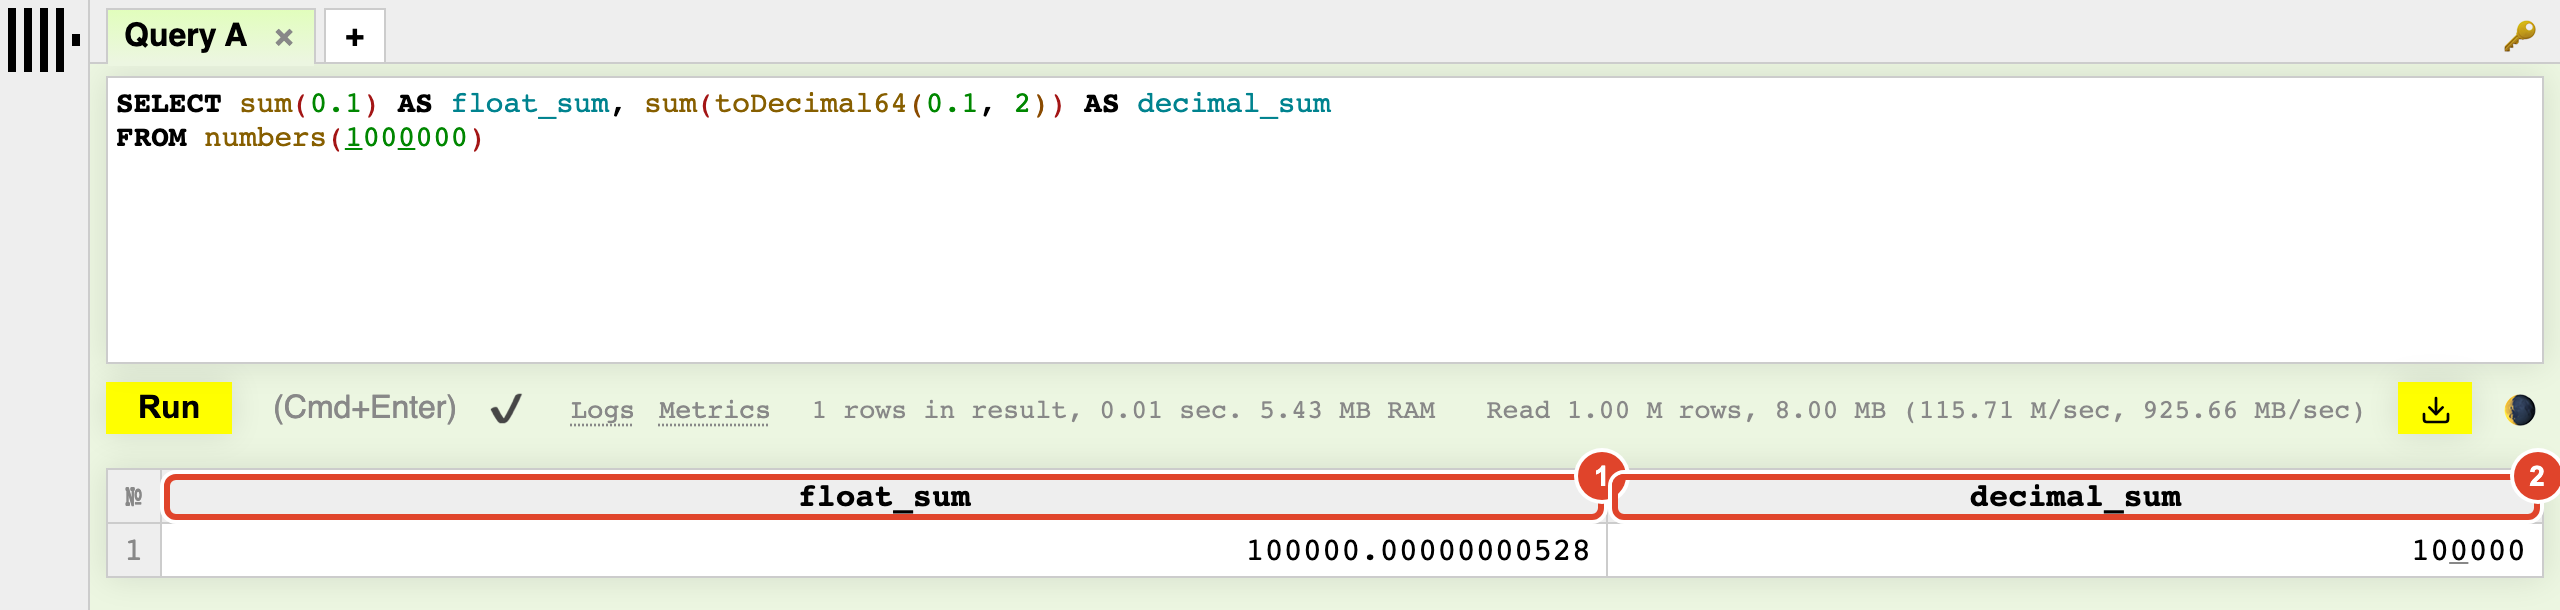 Query A × +
SELECT sum(0.1) AS float_sum, sum(toDecimal64(0.1, 2)) AS decimal_sum
FROM numbers(1000000)
Run (Cmd+Enter) ✔ Logs Metrics 1 rows in result, 0.01 sec. 5.43 MB RAM Read 1.00 M rows, 8.00 MB (115.71 M/sec, 925.66 MB/sec)
1 2
№ float_sum decimal_sum
1 100000.00000000528 100000